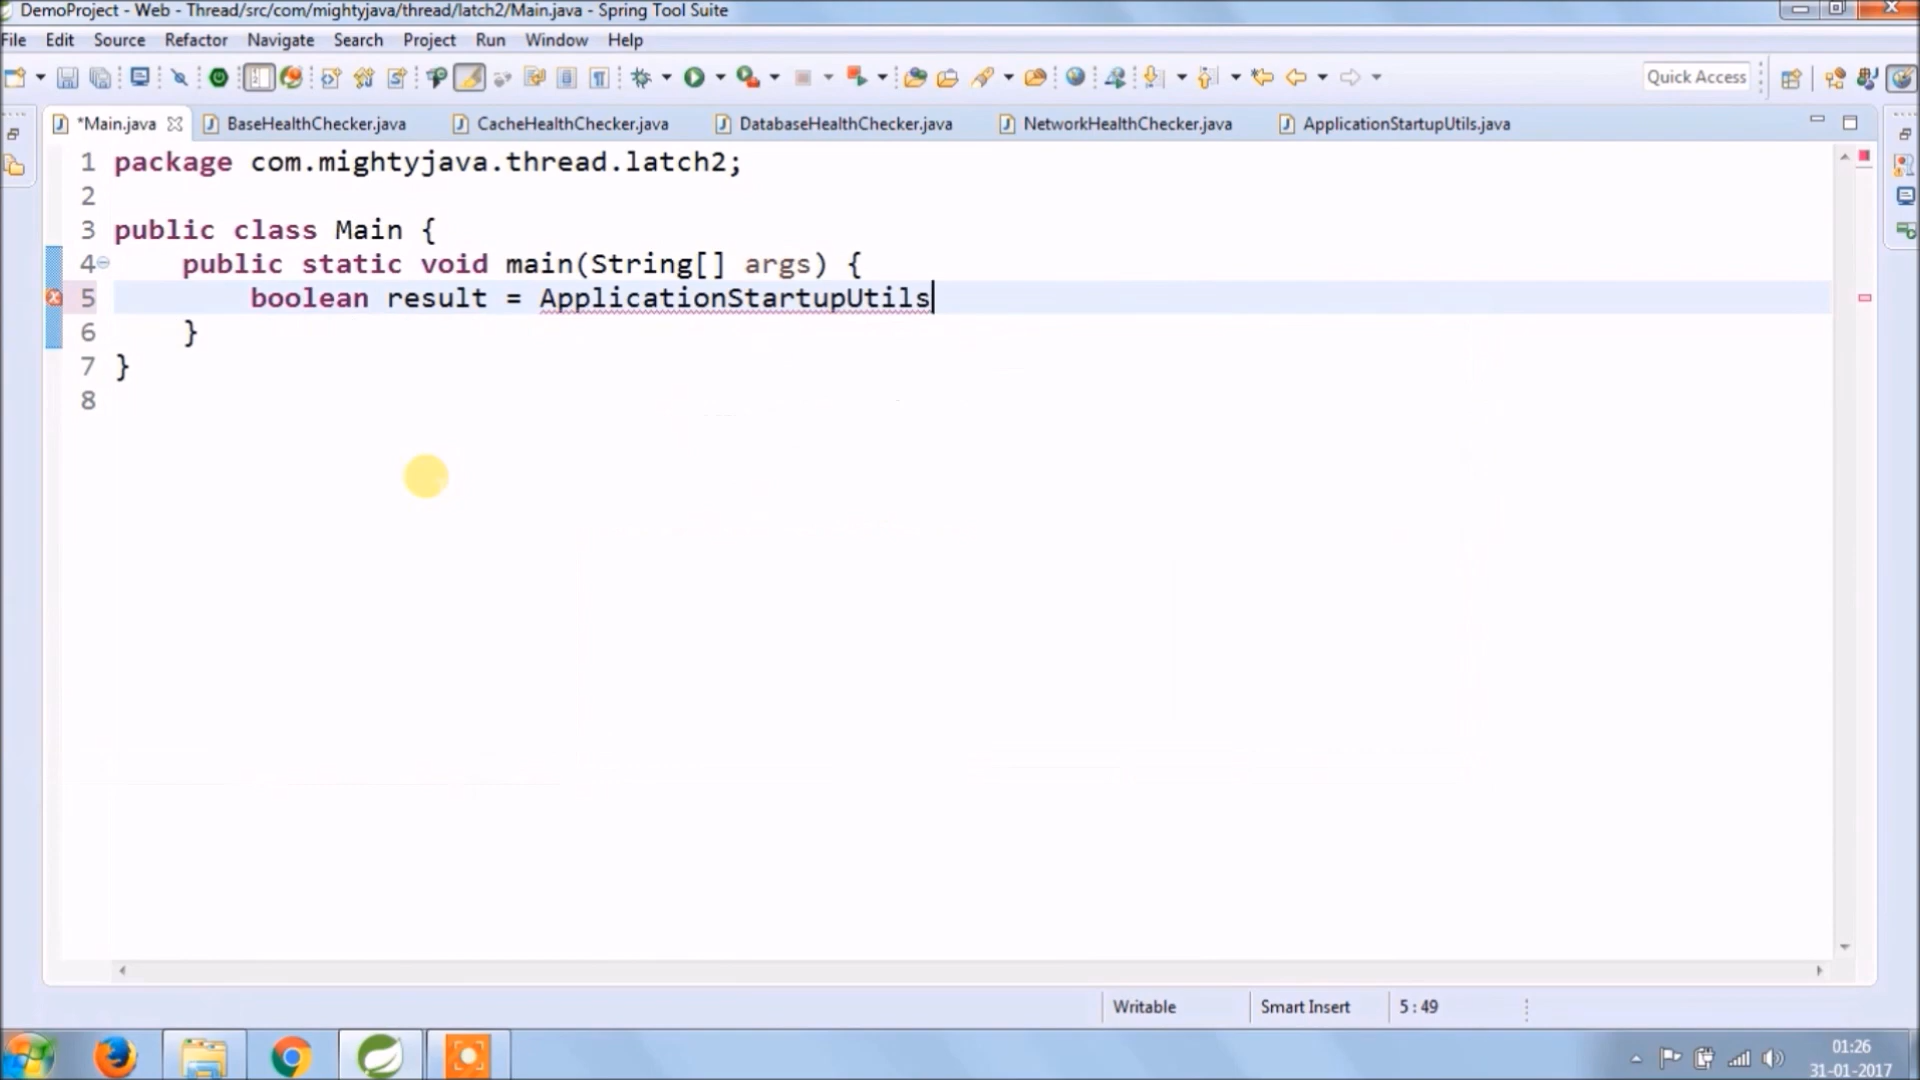 DemoProject - Web - Thread/src/com/mightyjava/thread/latch2/Main.java - Spring Tool Suite
File Edit Source Refactor Navigate Search Project Run Window Help
Quick Access
*Main.java BaseHealthChecker.java CacheHealthChecker.java DatabaseHealthChecker.java NetworkHealthChecker.java ApplicationStartupUtils.java
1 package com.mightyjava.thread.latch2;
2
3 public class Main {
4 public static void main(String[] args) {
5 boolean result = ApplicationStartupUtils
6 }
7 }
8
Writable Smart Insert 5 : 49
01:26
31-01-2017